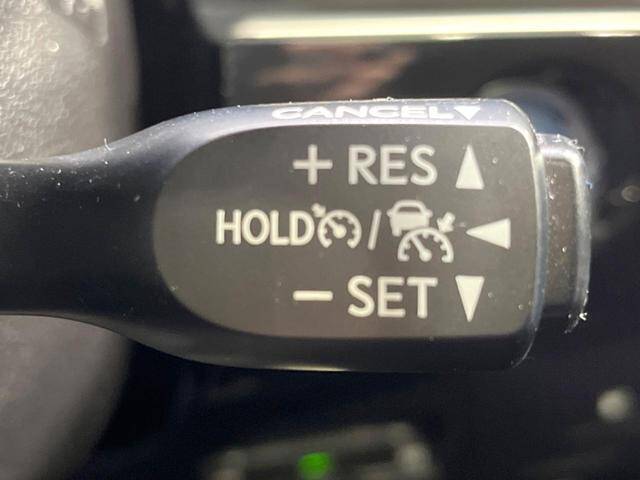 CANCEL▼
+ RES ▲
HOLD / ◀
− SET ▼